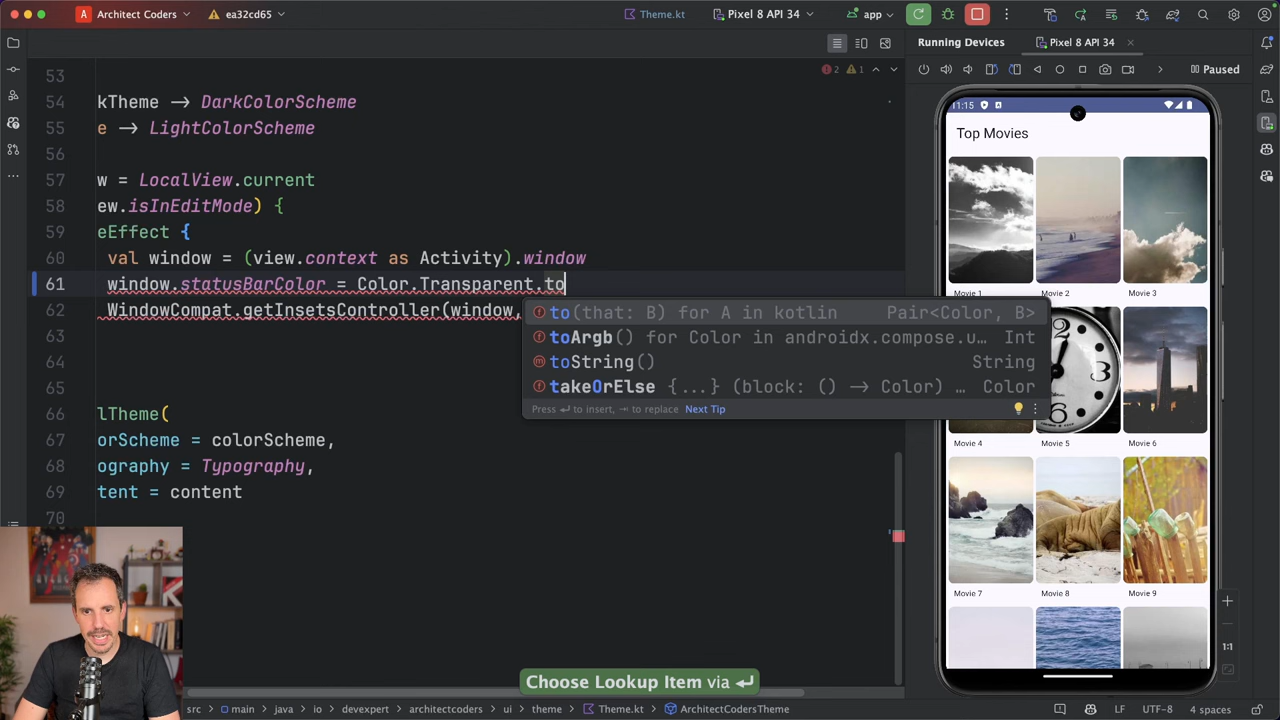 A Architect Coders
ea32cd65
Theme.kt
Pixel 8 API 34
app
Running Devices
Pixel 8 API 34
2
1
Paused
53
54 kTheme -> DarkColorScheme
55 e -> LightColorScheme
56
57 w = LocalView.current
58 ew.isInEditMode) {
59 eEffect {
60 val window = (view.context as Activity).window
61 window.statusBarColor = Color.Transparent.to
62 WindowCompat.getInsetsController(window,
63
64
65
66 lTheme(
67 orScheme = colorScheme,
68 ography = Typography,
69 tent = content
70
to(that: B) for A in kotlin Pair<Color, B>
toArgb() for Color in androidx.compose.u… Int
toString() String
takeOrElse {...} (block: () -> Color) … Color
Press ↵ to insert, ⇥ to replace Next Tip
11:15
Top Movies
Movie 1 Movie 2 Movie 3
Movie 4 Movie 5 Movie 6
Movie 7 Movie 8 Movie 9
1:1
Choose Lookup Item via ↵
src > main > java > io > devexpert > architectcoders > ui > theme > Theme.kt > ArchitectCodersTheme
LF UTF-8 4 spaces